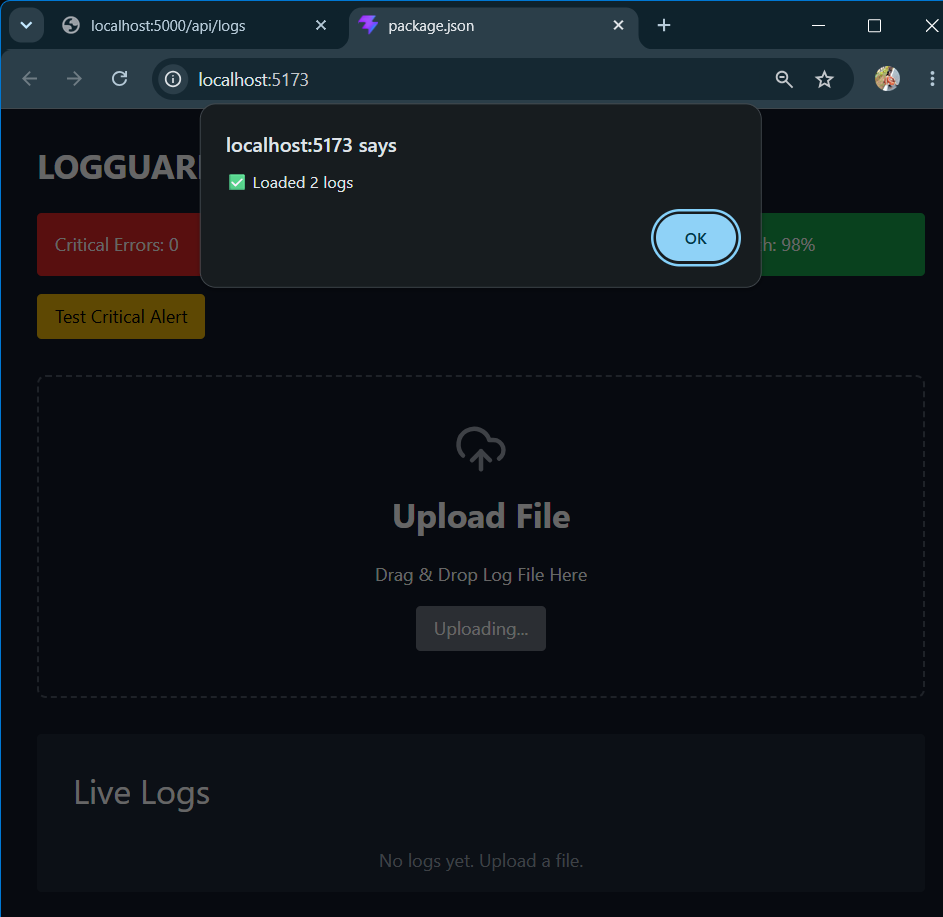 localhost:5000/api/logs
package.json
localhost:5173
localhost:5173 says
✅ Loaded 2 logs
OK
LOGGUAR
Critical Errors: 0
h: 98%
Test Critical Alert
Upload File
Drag & Drop Log File Here
Uploading...
Live Logs
No logs yet. Upload a file.